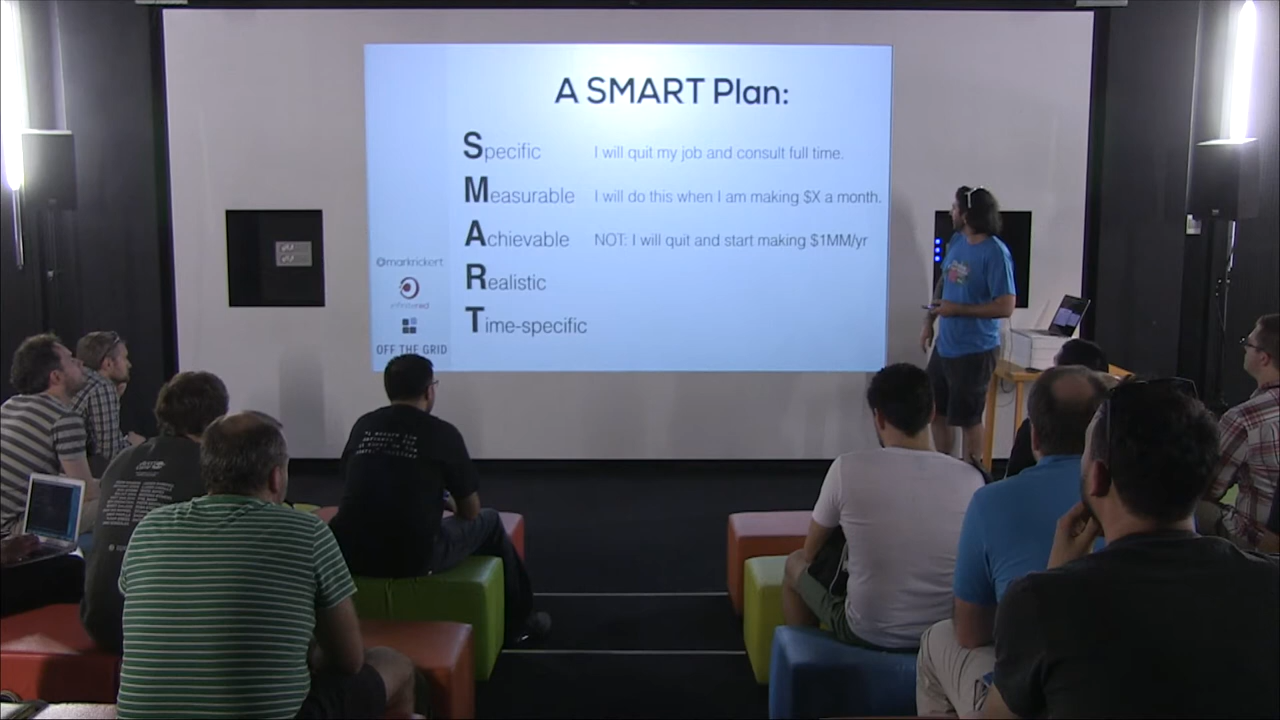 A SMART Plan:
Specific I will quit my job and consult full time.
Measurable I will do this when I am making $X a month.
Achievable NOT: I will quit and start making $1MM/yr
Realistic
Time-specific
@markrickert
infinitered
OFF THE GRID